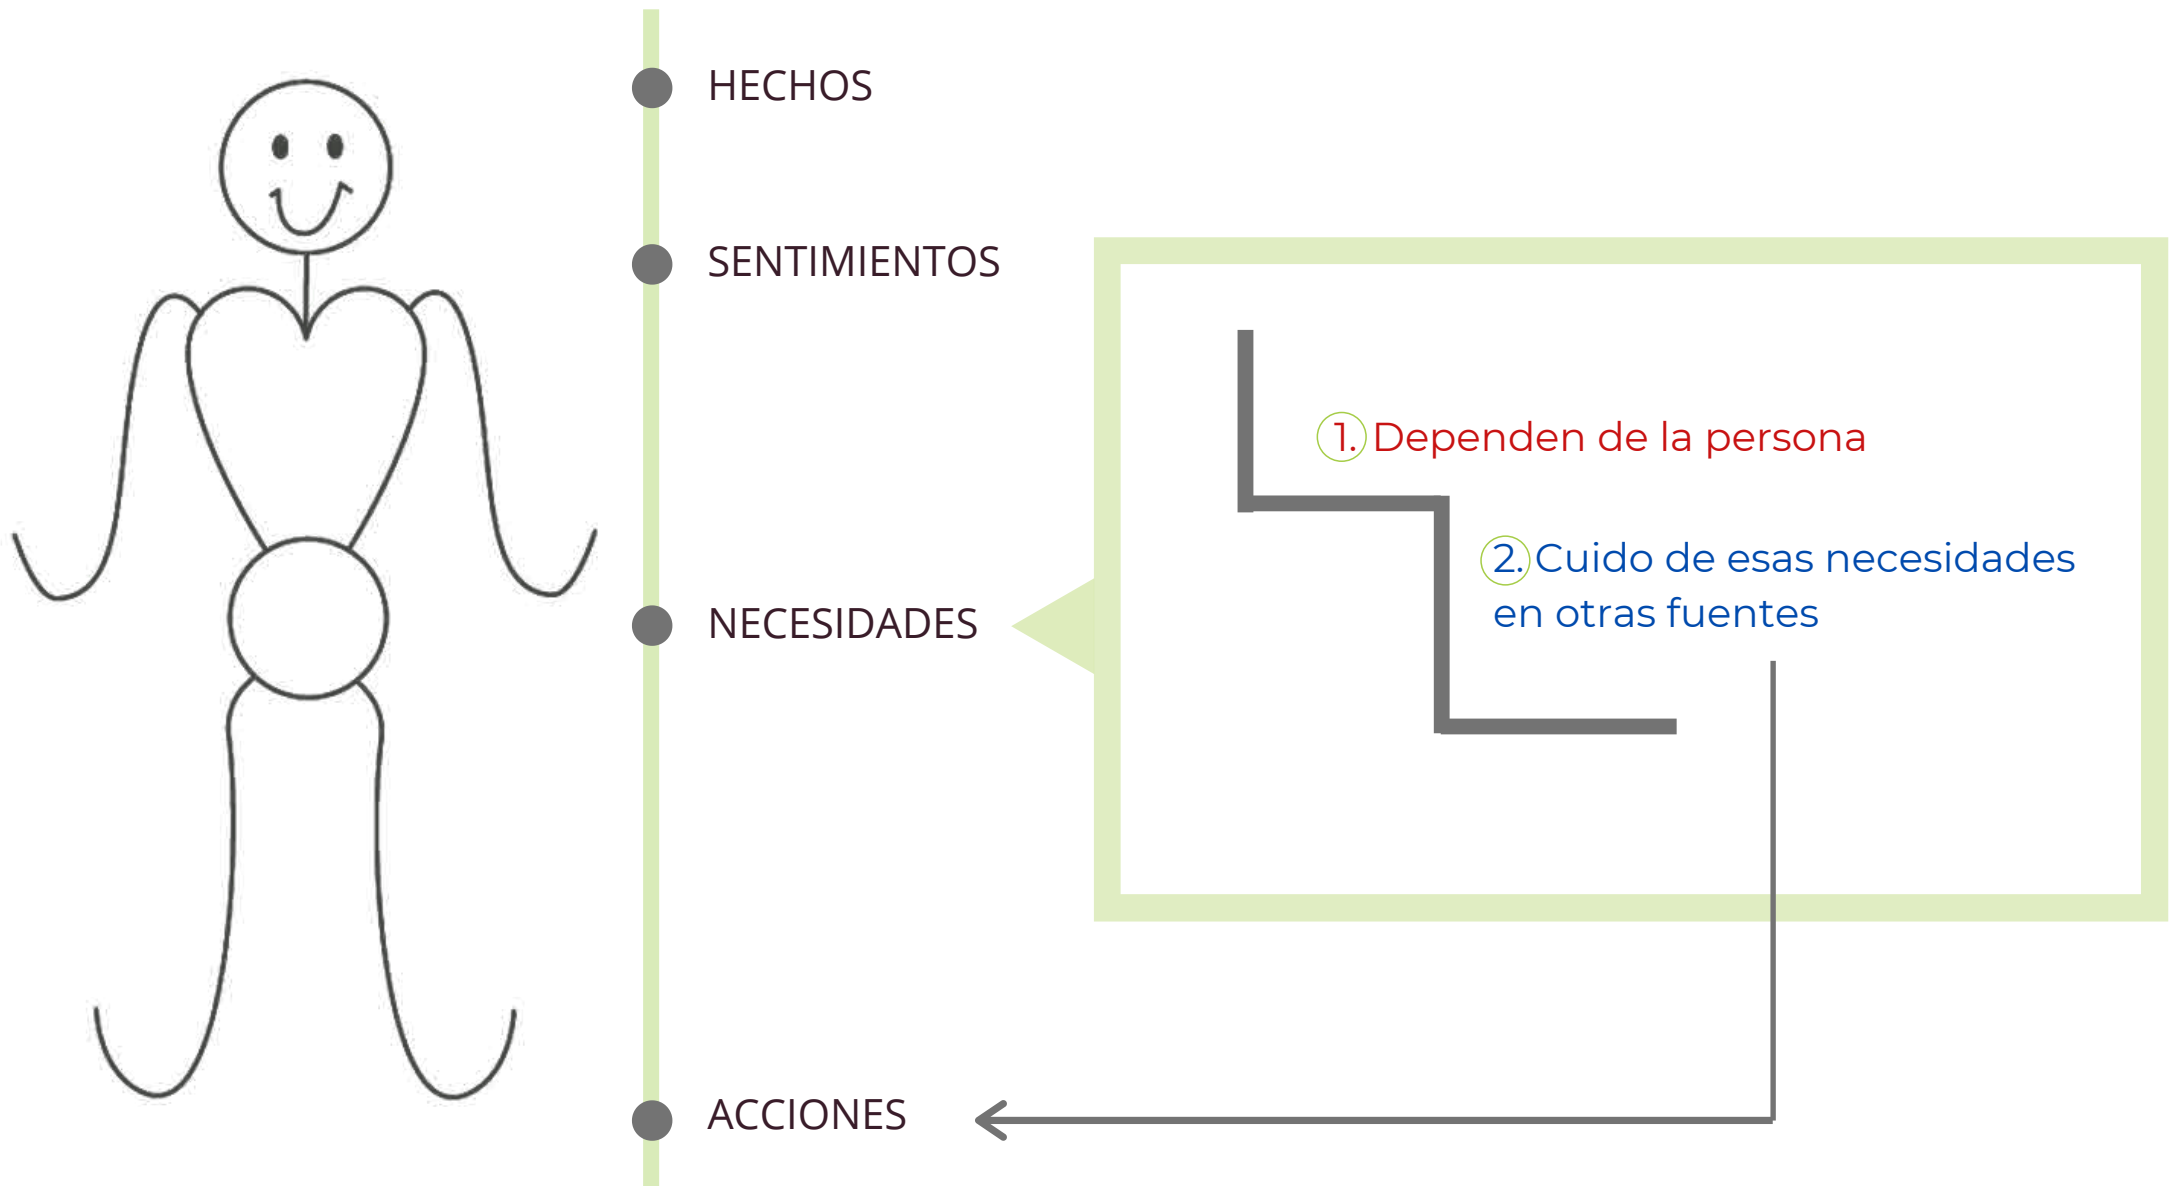 HECHOS
SENTIMIENTOS
1. Dependen de la persona
2. Cuido de esas necesidades
en otras fuentes
NECESIDADES
ACCIONES